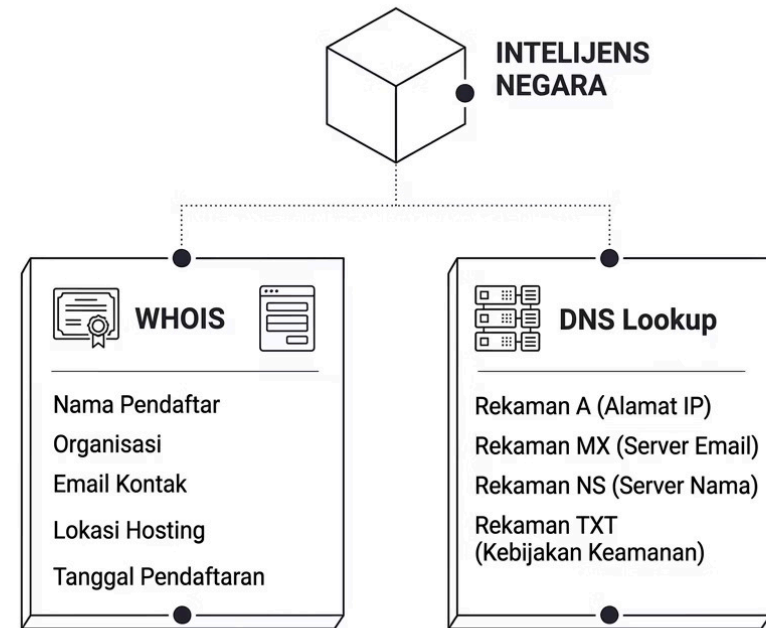 INTELIJENS
NEGARA
WHOIS
Nama Pendaftar
Organisasi
Email Kontak
Lokasi Hosting
Tanggal Pendaftaran
DNS Lookup
Rekaman A (Alamat IP)
Rekaman MX (Server Email)
Rekaman NS (Server Nama)
Rekaman TXT
(Kebijakan Keamanan)